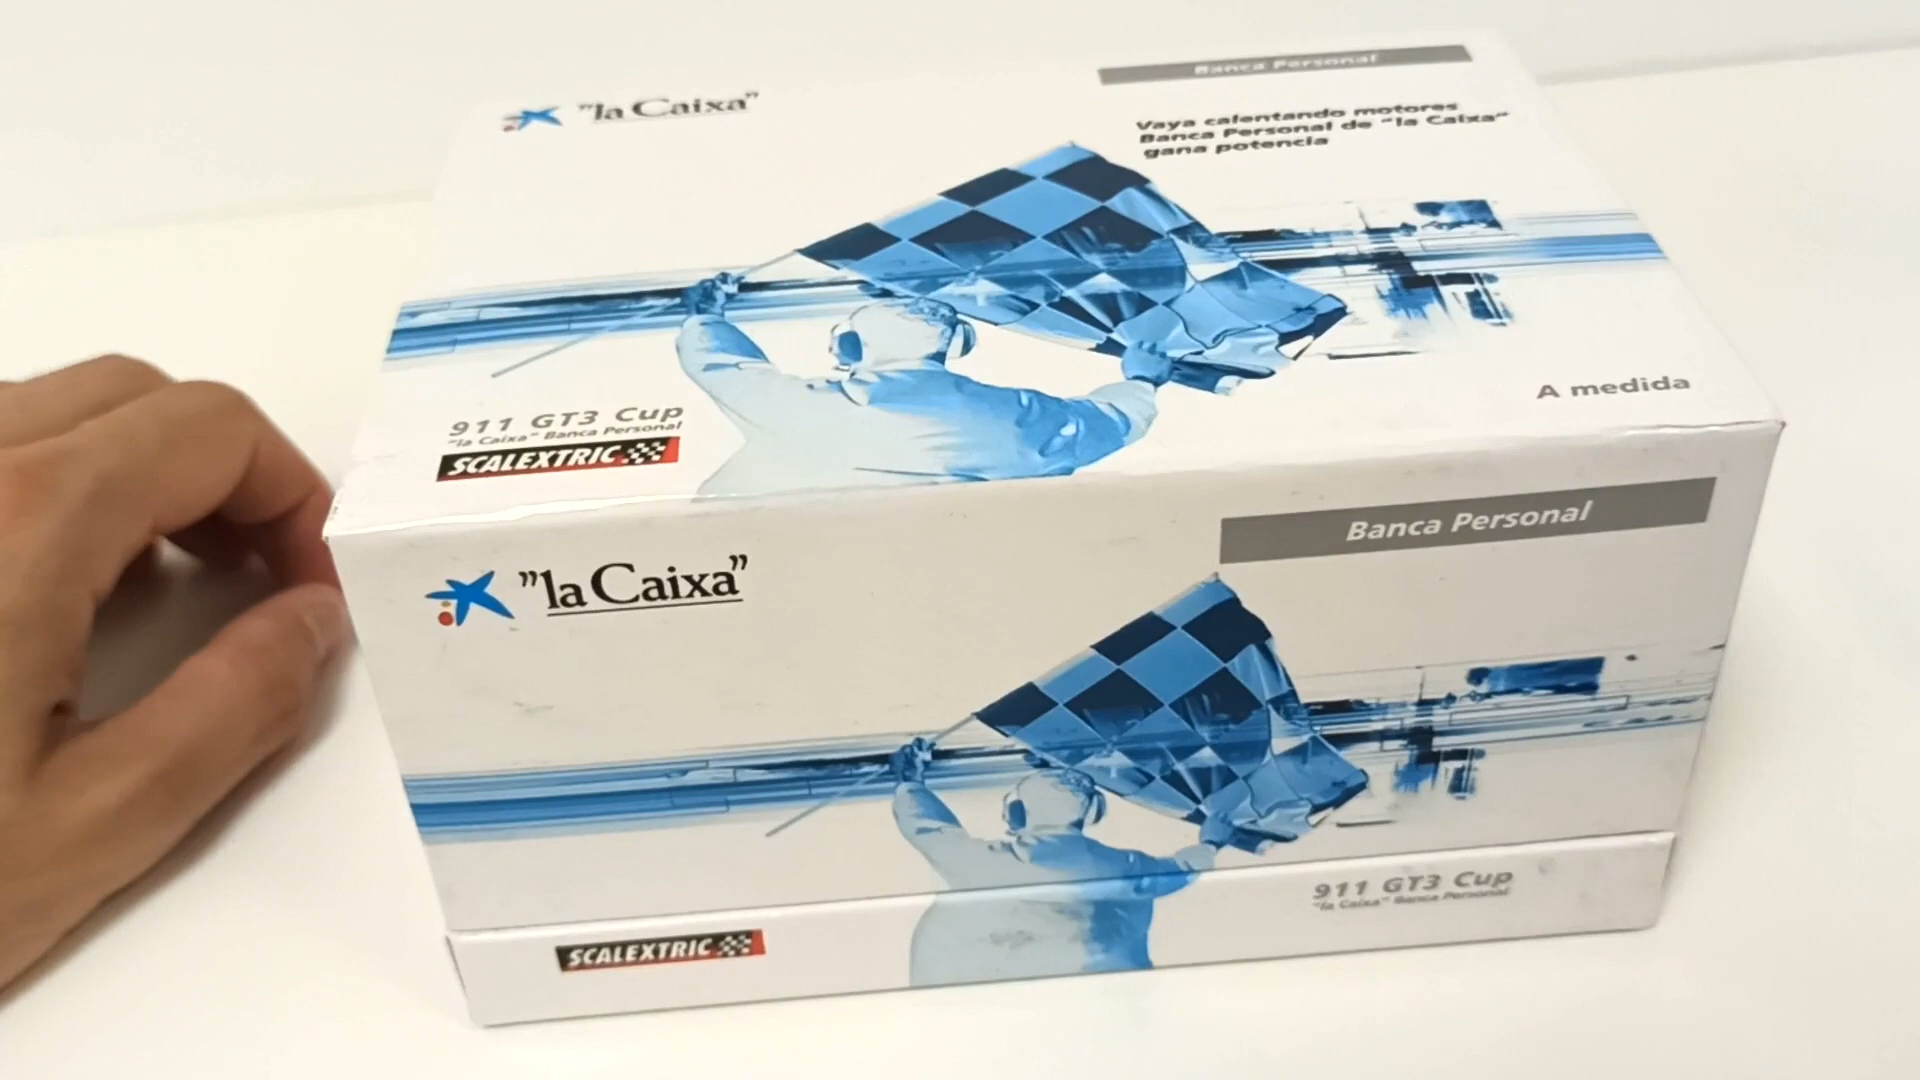 "la Caixa"
Banca Personal
Vaya calentando motores
Banca Personal de "la Caixa"
gana potencia
A medida
911 GT3 Cup
"la Caixa" Banca Personal
SCALEXTRIC
"la Caixa"
Banca Personal
911 GT3 Cup
"la Caixa" Banca Personal
SCALEXTRIC